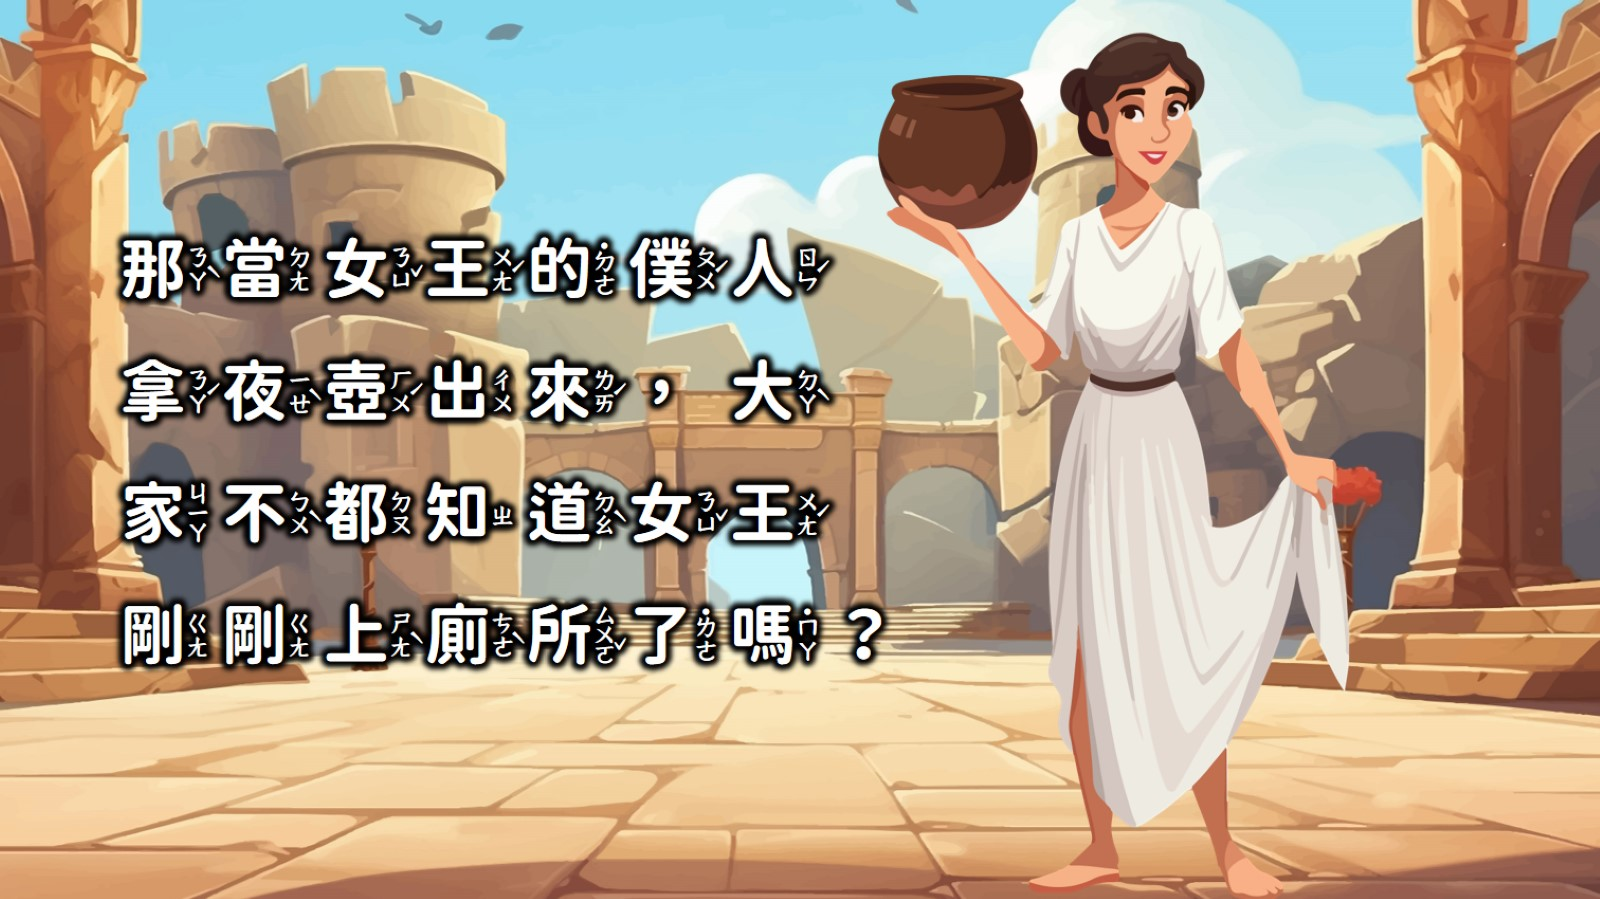 那當女王的僕人
拿夜壺出來，大
家不都知道女王
剛剛上廁所了嗎？